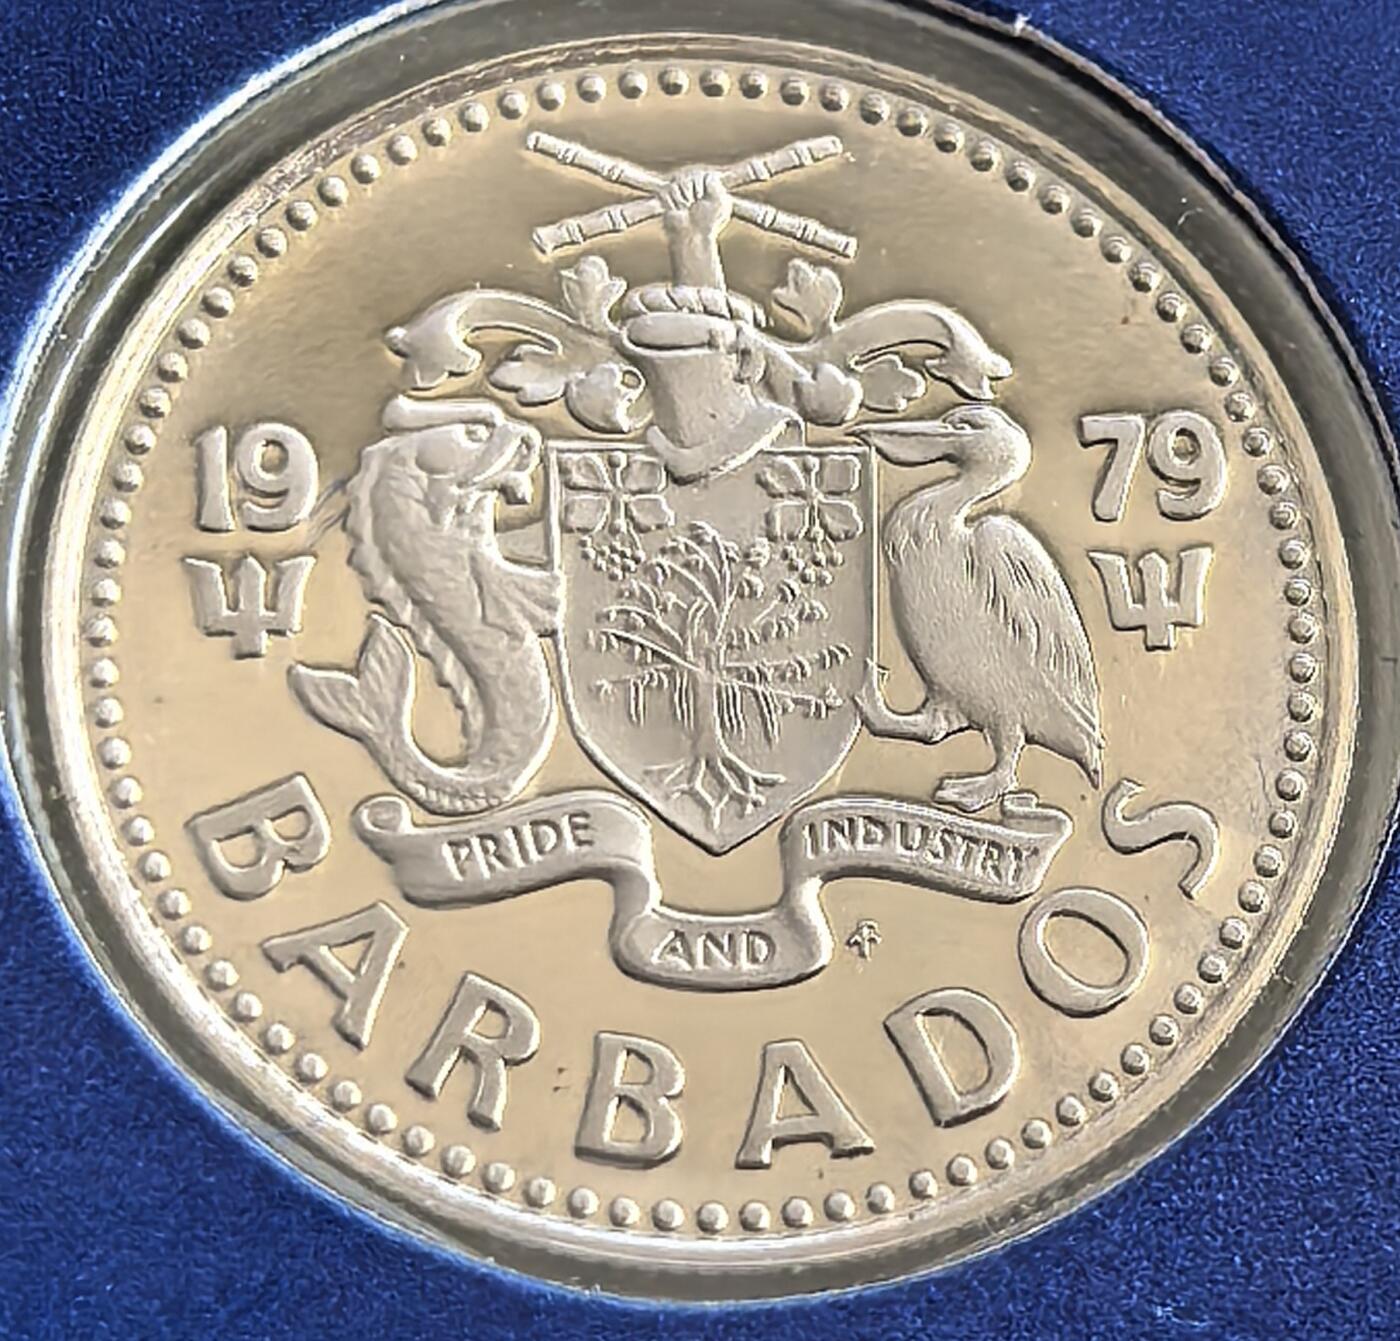 19 79
PRIDE AND INDUSTRY
BARBADOS